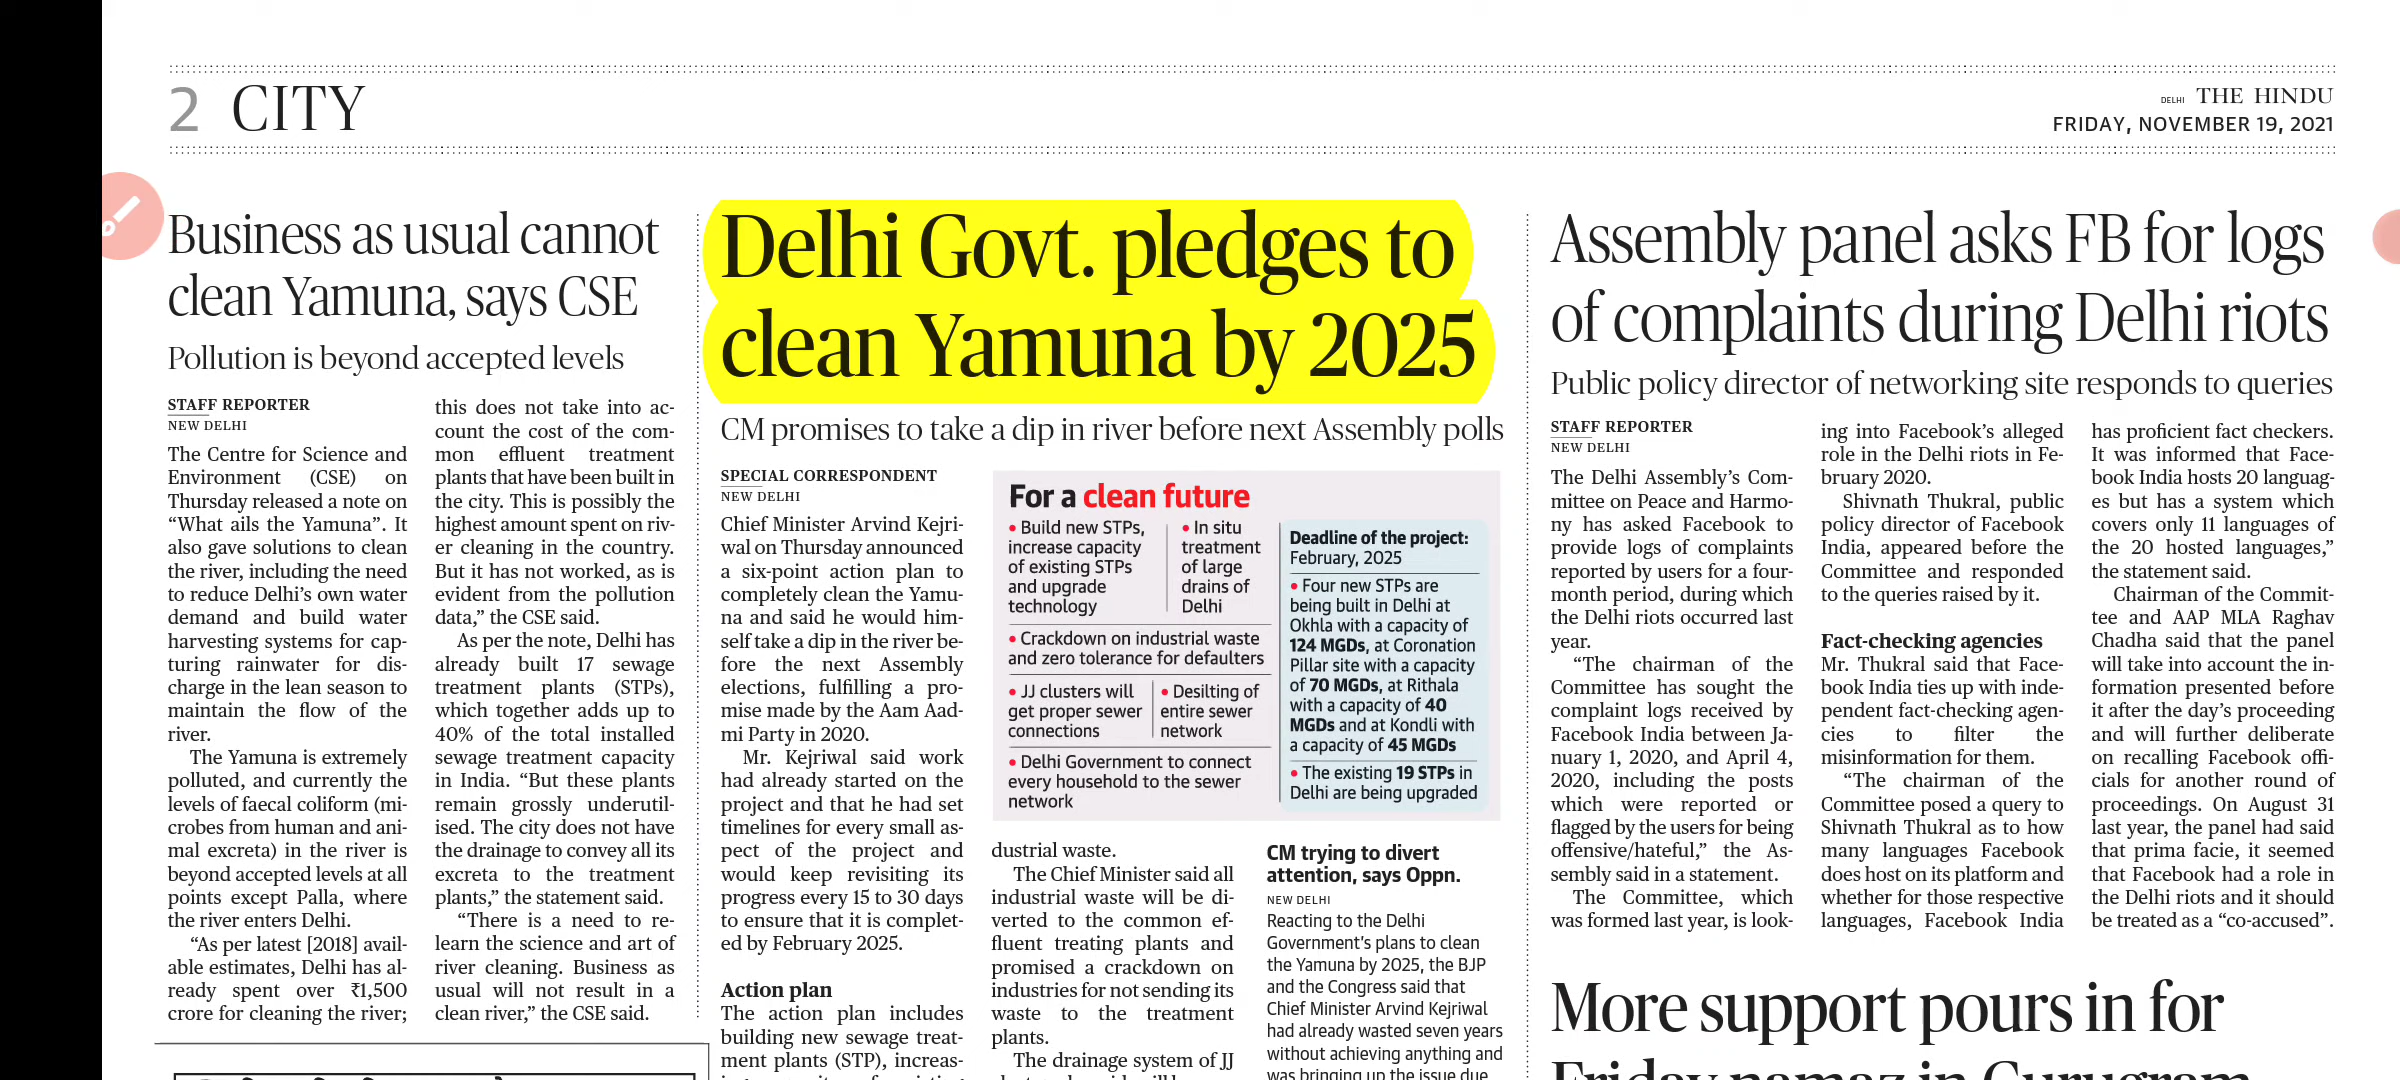 2 CITY
DELHI THE HINDU
FRIDAY, NOVEMBER 19, 2021
Business as usual cannot
clean Yamuna, says CSE
Pollution is beyond accepted levels
STAFF REPORTER
NEW DELHI
The Centre for Science and
Environment (CSE) on
Thursday released a note on
“What ails the Yamuna”. It
also gave solutions to clean
the river, including the need
to reduce Delhi’s own water
demand and build water
harvesting systems for cap-
turing rainwater for dis-
charge in the lean season to
maintain the flow of the
river.
The Yamuna is extremely
polluted, and currently the
levels of faecal coliform (mi-
crobes from human and ani-
mal excreta) in the river is
beyond accepted levels at all
points except Palla, where
the river enters Delhi.
“As per latest [2018] avail-
able estimates, Delhi has al-
ready spent over ₹1,500
crore for cleaning the river;
this does not take into ac-
count the cost of the com-
mon effluent treatment
plants that have been built in
the city. This is possibly the
highest amount spent on riv-
er cleaning in the country.
But it has not worked, as is
evident from the pollution
data,” the CSE said.
As per the note, Delhi has
already built 17 sewage
treatment plants (STPs),
which together adds up to
40% of the total installed
sewage treatment capacity
in India. “But these plants
remain grossly underutil-
ised. The city does not have
the drainage to convey all its
excreta to the treatment
plants,” the statement said.
“There is a need to re-
learn the science and art of
river cleaning. Business as
usual will not result in a
clean river,” the CSE said.
Delhi Govt. pledges to
clean Yamuna by 2025
CM promises to take a dip in river before next Assembly polls
SPECIAL CORRESPONDENT
NEW DELHI
Chief Minister Arvind Kejri-
wal on Thursday announced
a six-point action plan to
completely clean the Yamu-
na and said he would him-
self take a dip in the river be-
fore the next Assembly
elections, fulfilling a pro-
mise made by the Aam Aad-
mi Party in 2020.
Mr. Kejriwal said work
had already started on the
project and that he had set
timelines for every small as-
pect of the project and
would keep revisiting its
progress every 15 to 30 days
to ensure that it is complet-
ed by February 2025.
Action plan
The action plan includes
building new sewage treat-
ment plants (STP), increas-
For a clean future
• Build new STPs,
increase capacity
of existing STPs
and upgrade
technology
• In situ
treatment
of large
drains of
Delhi
• Crackdown on industrial waste
and zero tolerance for defaulters
• JJ clusters will
get proper sewer
connections
• Desilting of
entire sewer
network
• Delhi Government to connect
every household to the sewer
network
Deadline of the project:
February, 2025
• Four new STPs are
being built in Delhi at
Okhla with a capacity of
124 MGDs, at Coronation
Pillar site with a capacity
of 70 MGDs, at Rithala
with a capacity of 40
MGDs and at Kondli with
a capacity of 45 MGDs
• The existing 19 STPs in
Delhi are being upgraded
dustrial waste.
The Chief Minister said all
industrial waste will be di-
verted to the common ef-
fluent treating plants and
promised a crackdown on
industries for not sending its
waste to the treatment
plants.
The drainage system of JJ
CM trying to divert
attention, says Oppn.
NEW DELHI
Reacting to the Delhi
Government’s plans to clean
the Yamuna by 2025, the BJP
and the Congress said that
Chief Minister Arvind Kejriwal
had already wasted seven years
without achieving anything and
was bringing up the issue due
Assembly panel asks FB for logs
of complaints during Delhi riots
Public policy director of networking site responds to queries
STAFF REPORTER
NEW DELHI
The Delhi Assembly’s Com-
mittee on Peace and Harmo-
ny has asked Facebook to
provide logs of complaints
reported by users for a four-
month period, during which
the Delhi riots occurred last
year.
“The chairman of the
Committee has sought the
complaint logs received by
Facebook India between Ja-
nuary 1, 2020, and April 4,
2020, including the posts
which were reported or
flagged by the users for being
offensive/hateful,” the As-
sembly said in a statement.
The Committee, which
was formed last year, is look-
ing into Facebook’s alleged
role in the Delhi riots in Fe-
bruary 2020.
Shivnath Thukral, public
policy director of Facebook
India, appeared before the
Committee and responded
to the queries raised by it.
Fact-checking agencies
Mr. Thukral said that Face-
book India ties up with inde-
pendent fact-checking agen-
cies to filter the
misinformation for them.
“The chairman of the
Committee posed a query to
Shivnath Thukral as to how
many languages Facebook
does host on its platform and
whether for those respective
languages, Facebook India
has proficient fact checkers.
It was informed that Face-
book India hosts 20 languag-
es but has a system which
covers only 11 languages of
the 20 hosted languages,”
the statement said.
Chairman of the Commit-
tee and AAP MLA Raghav
Chadha said that the panel
will take into account the in-
formation presented before
it after the day’s proceeding
and will further deliberate
on recalling Facebook offi-
cials for another round of
proceedings. On August 31
last year, the panel had said
that prima facie, it seemed
that Facebook had a role in
the Delhi riots and it should
be treated as a “co-accused”.
More support pours in for
Friday namaz in Gurugram